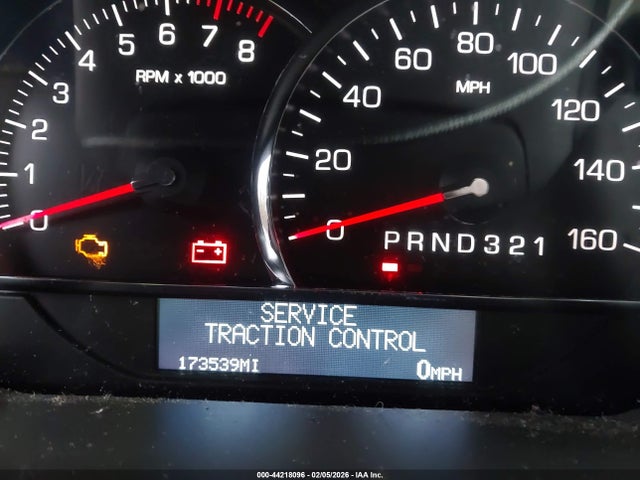 0 1 2 3 4 5 6 7 8
RPM x 1000
0 20 40 60 80 100 120 140 160
MPH
PRND321
SERVICE
TRACTION CONTROL
173539MI 0MPH
000-44218096 - 02/05/2026 - IAA Inc.